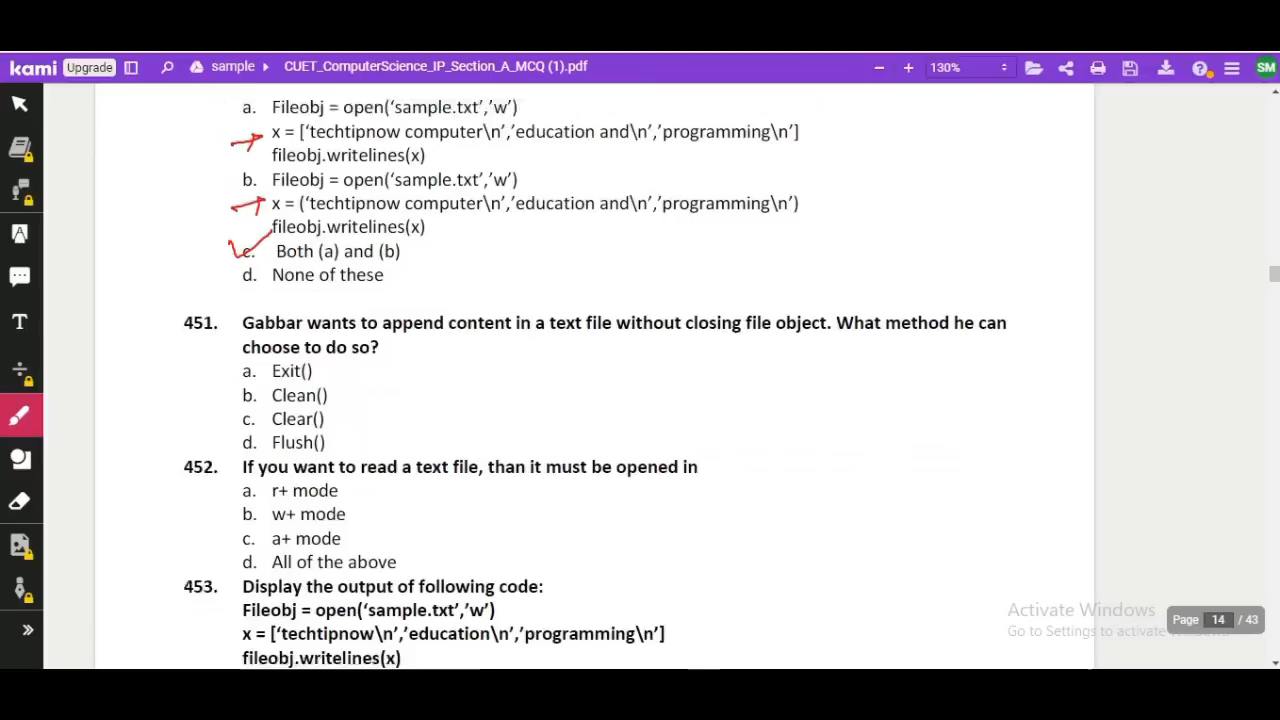 kami Upgrade sample CUET_ComputerScience_IP_Section_A_MCQ (1).pdf 130% SM
a. Fileobj = open(‘sample.txt’,’w’)
x = [‘techtipnow computer\n’,’education and\n’,’programming\n’]
fileobj.writelines(x)
b. Fileobj = open(‘sample.txt’,’w’)
x = (‘techtipnow computer\n’,’education and\n’,’programming\n’)
fileobj.writelines(x)
c. Both (a) and (b)
d. None of these
451. Gabbar wants to append content in a text file without closing file object. What method he can
choose to do so?
a. Exit()
b. Clean()
c. Clear()
d. Flush()
452. If you want to read a text file, than it must be opened in
a. r+ mode
b. w+ mode
c. a+ mode
d. All of the above
453. Display the output of following code:
Fileobj = open(‘sample.txt’,’w’)
x = [‘techtipnow\n’,’education\n’,’programming\n’]
fileobj.writelines(x)
Activate Windows
Go to Settings to activate
Page 14 / 43